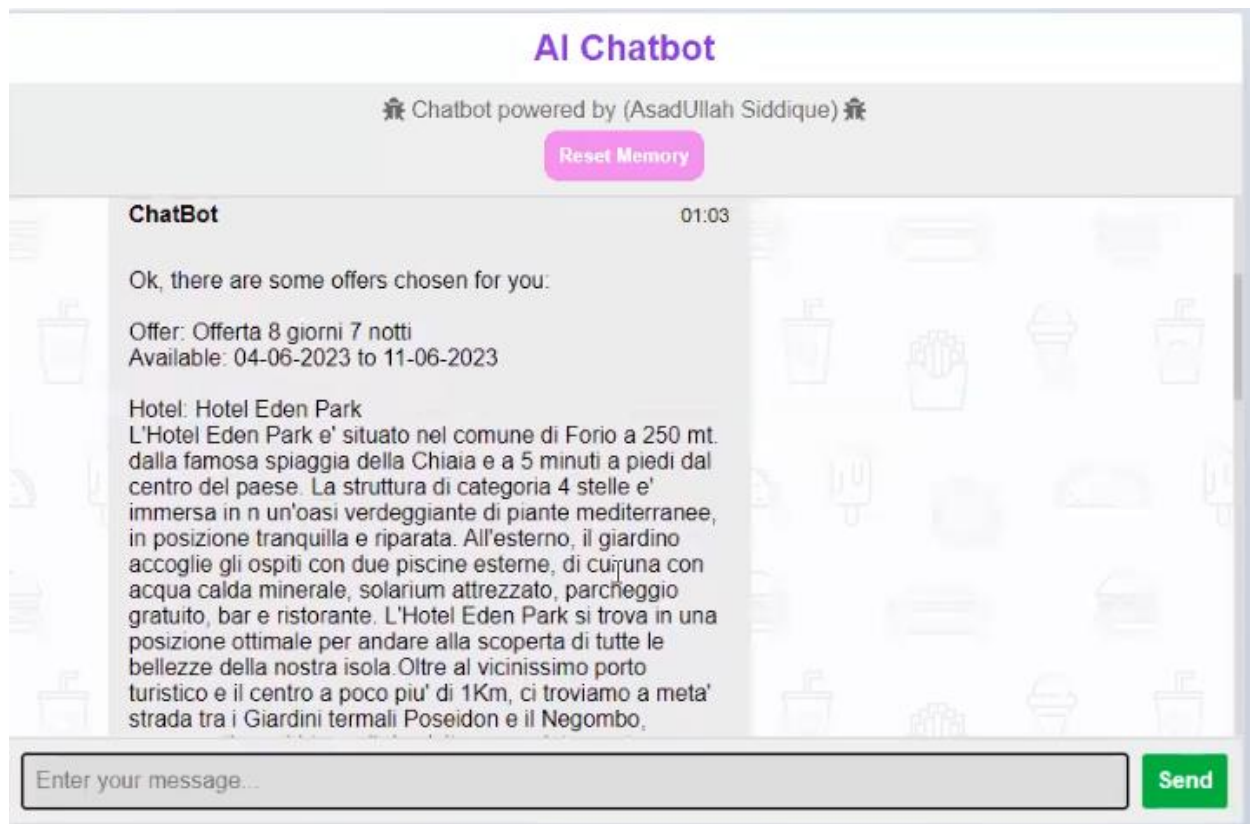 AI Chatbot
Chatbot powered by (AsadUllah Siddique)
Reset Memory
ChatBot 01:03
Ok, there are some offers chosen for you:
Offer: Offerta 8 giorni 7 notti
Available: 04-06-2023 to 11-06-2023
Hotel: Hotel Eden Park
L'Hotel Eden Park e' situato nel comune di Forio a 250 mt.
dalla famosa spiaggia della Chiaia e a 5 minuti a piedi dal
centro del paese. La struttura di categoria 4 stelle e'
immersa in n un'oasi verdeggiante di piante mediterranee,
in posizione tranquilla e riparata. All'esterno, il giardino
accoglie gli ospiti con due piscine esterne, di cui una con
acqua calda minerale, solarium attrezzato, parcheggio
gratuito, bar e ristorante. L'Hotel Eden Park si trova in una
posizione ottimale per andare alla scoperta di tutte le
bellezze della nostra isola.Oltre al vicinissimo porto
turistico e il centro a poco piu' di 1Km, ci troviamo a meta'
strada tra i Giardini termali Poseidon e il Negombo,
Enter your message...
Send